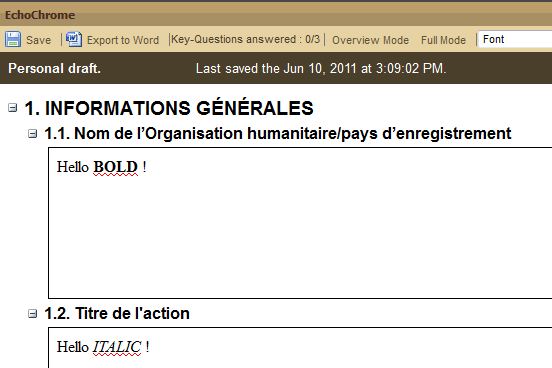 EchoChrome
Save Export to Word Key-Questions answered : 0/3 Overview Mode Full Mode Font
Personal draft. Last saved the Jun 10, 2011 at 3:09:02 PM.
1. INFORMATIONS GÉNÉRALES
1.1. Nom de l’Organisation humanitaire/pays d’enregistrement
Hello BOLD !
1.2. Titre de l'action
Hello ITALIC !